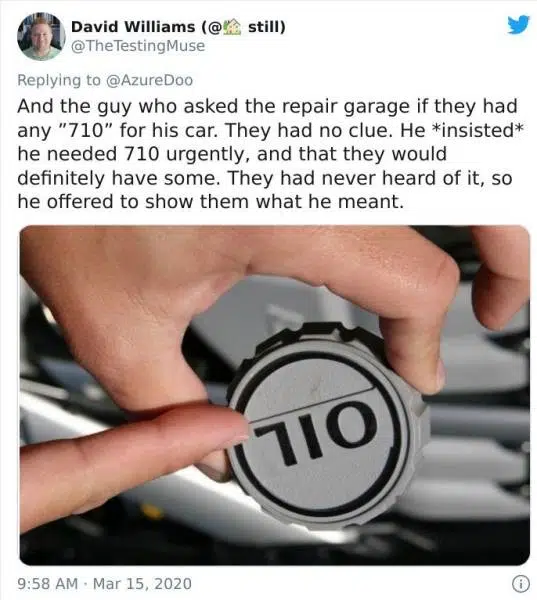 David Williams (@🏡 still)
@TheTestingMuse
Replying to @AzureDoo
And the guy who asked the repair garage if they had
any ”710” for his car. They had no clue. He *insisted*
he needed 710 urgently, and that they would
definitely have some. They had never heard of it, so
he offered to show them what he meant.
OIL
9:58 AM · Mar 15, 2020